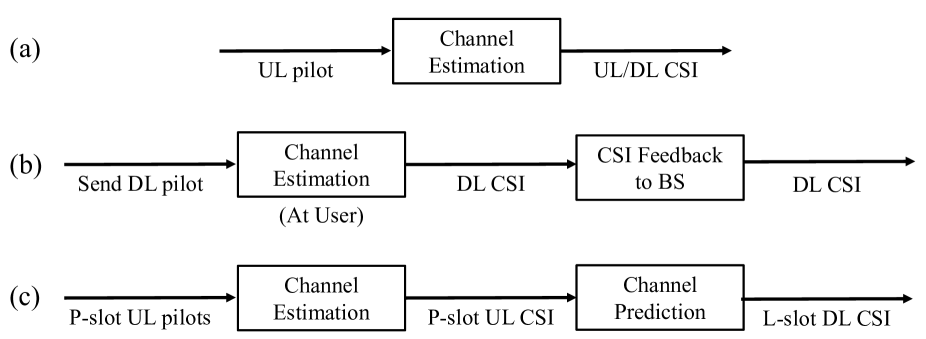 (a)
UL pilot
Channel
Estimation
UL/DL CSI
(b)
Send DL pilot
Channel
Estimation
(At User)
DL CSI
CSI Feedback
to BS
DL CSI
(c)
P-slot UL pilots
Channel
Estimation
P-slot UL CSI
Channel
Prediction
L-slot DL CSI